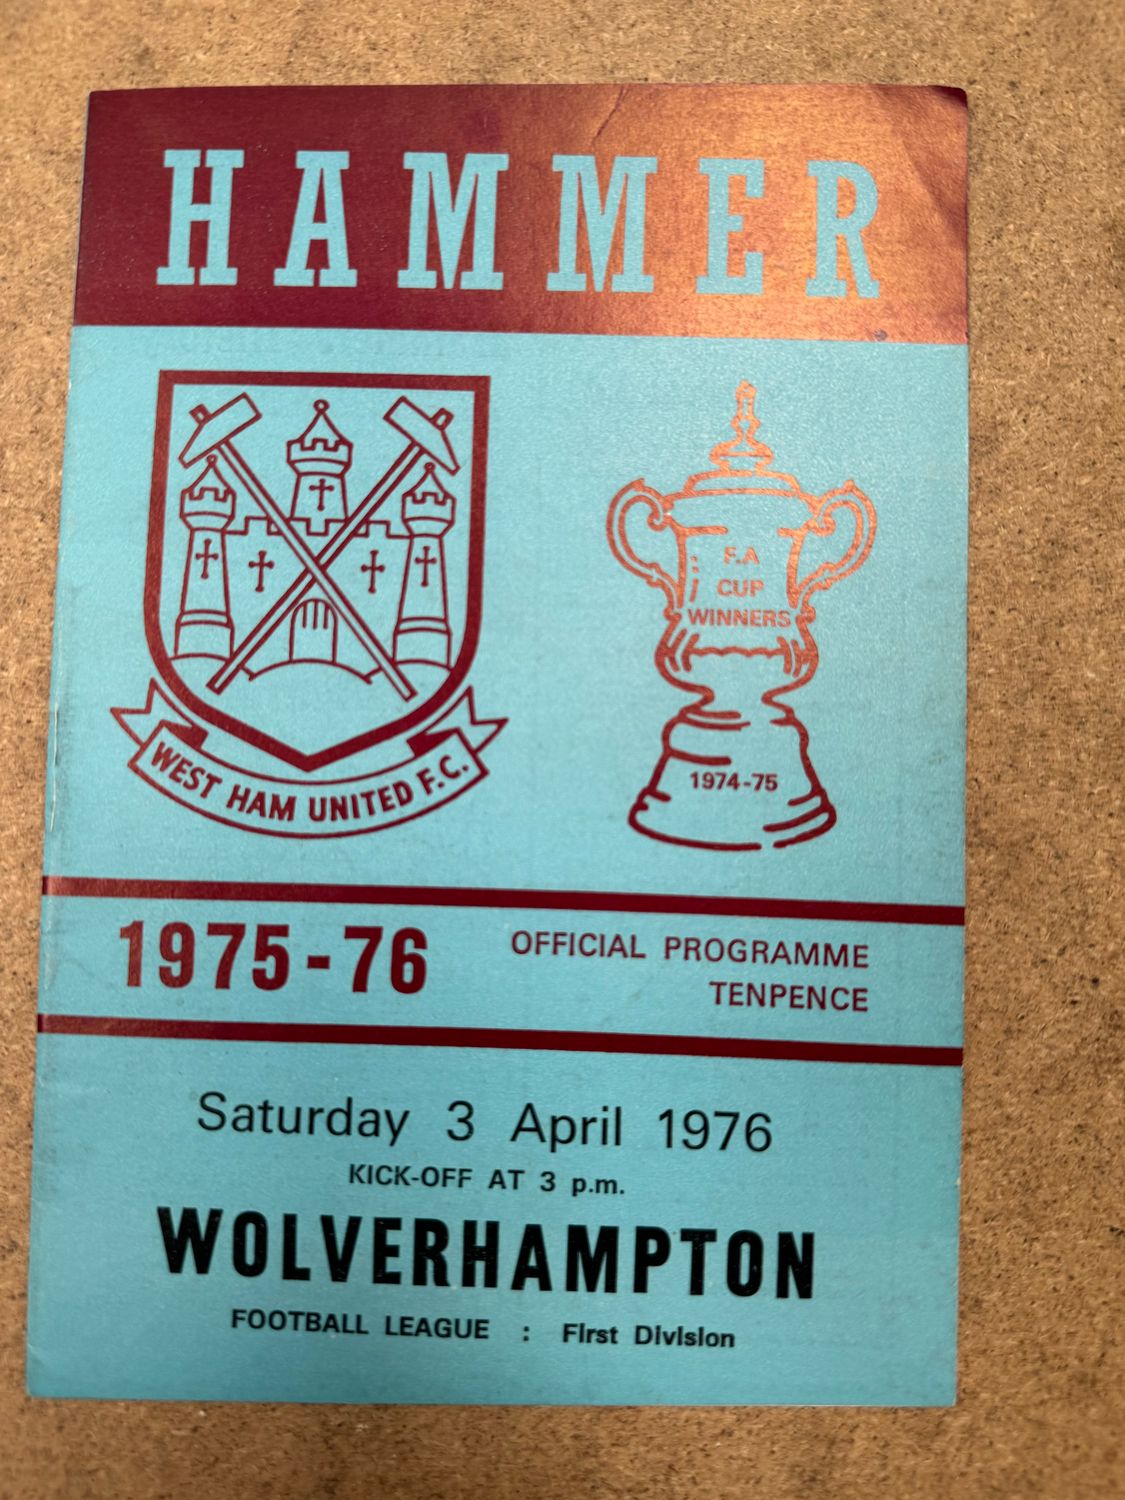 HAMMER
F.A
CUP
WINNERS
1974-75
WEST HAM UNITED F.C.
1975-76
OFFICIAL PROGRAMME
TENPENCE
Saturday 3 April 1976
KICK-OFF AT 3 p.m.
WOLVERHAMPTON
FOOTBALL LEAGUE : First Division